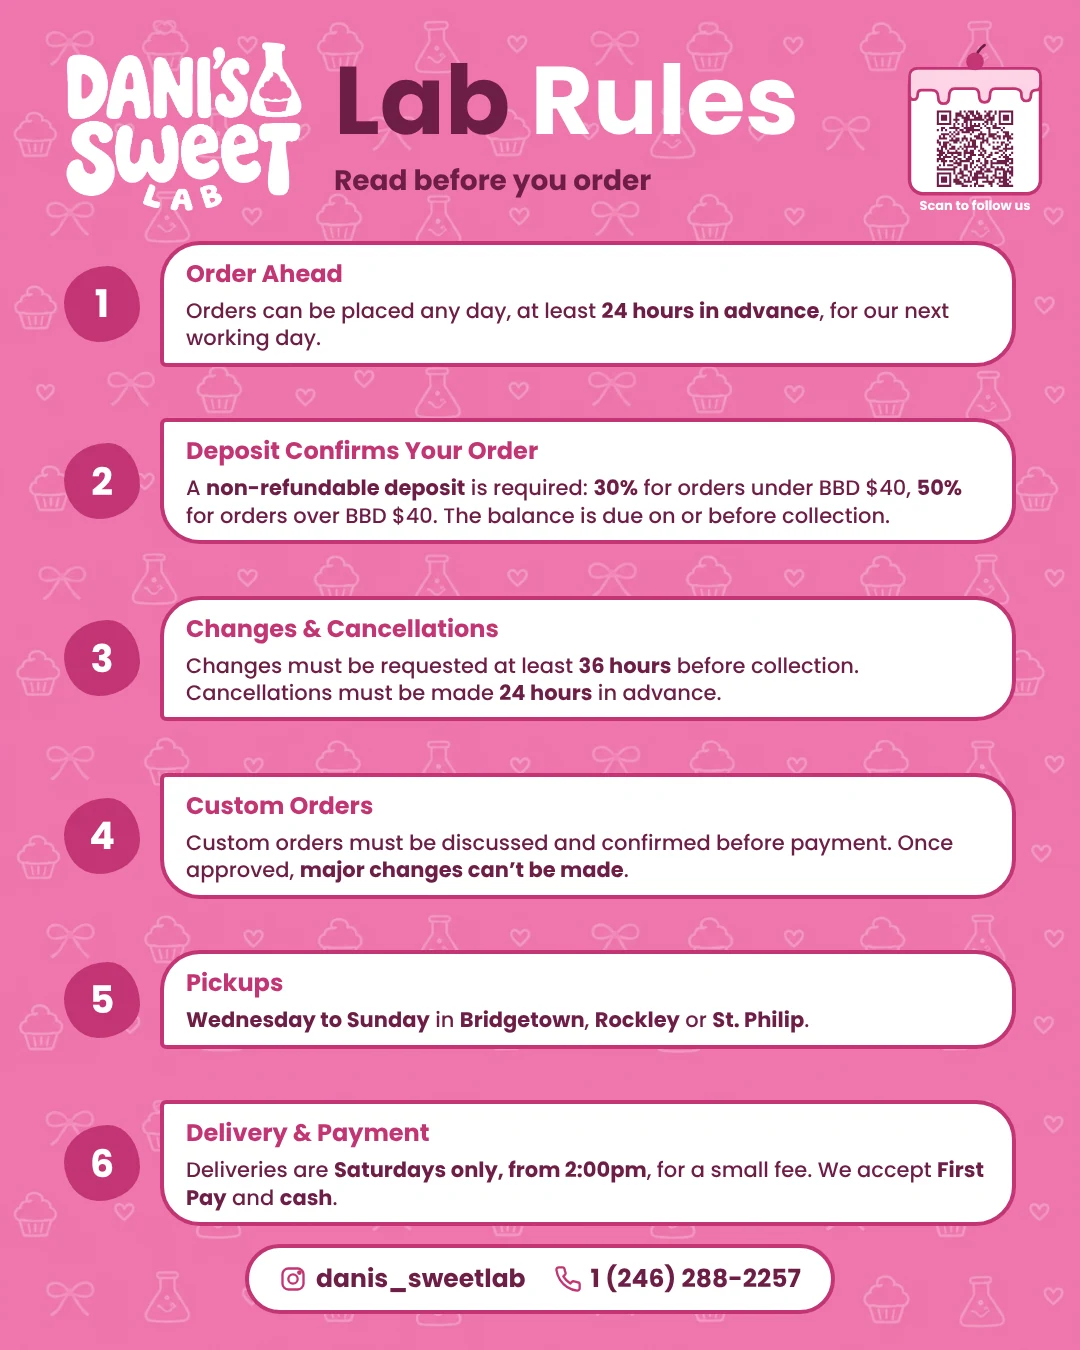 DANI'S
SWeeT
LAB
Lab Rules
Read before you order
Scan to follow us
1
Order Ahead
Orders can be placed any day, at least 24 hours in advance, for our next
working day.
2
Deposit Confirms Your Order
A non-refundable deposit is required: 30% for orders under BBD $40, 50%
for orders over BBD $40. The balance is due on or before collection.
3
Changes & Cancellations
Changes must be requested at least 36 hours before collection.
Cancellations must be made 24 hours in advance.
4
Custom Orders
Custom orders must be discussed and confirmed before payment. Once
approved, major changes can’t be made.
5
Pickups
Wednesday to Sunday in Bridgetown, Rockley or St. Philip.
6
Delivery & Payment
Deliveries are Saturdays only, from 2:00pm, for a small fee. We accept First
Pay and cash.
danis_sweetlab 1 (246) 288-2257